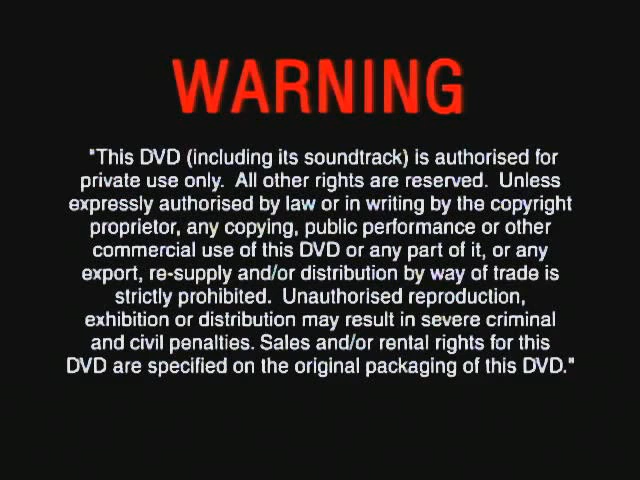 WARNING
"This DVD (including its soundtrack) is authorised for
private use only.  All other rights are reserved.  Unless
expressly authorised by law or in writing by the copyright
proprietor, any copying, public performance or other
commercial use of this DVD or any part of it, or any
export, re-supply and/or distribution by way of trade is
strictly prohibited.  Unauthorised reproduction,
exhibition or distribution may result in severe criminal
and civil penalties. Sales and/or rental rights for this
DVD are specified on the original packaging of this DVD."